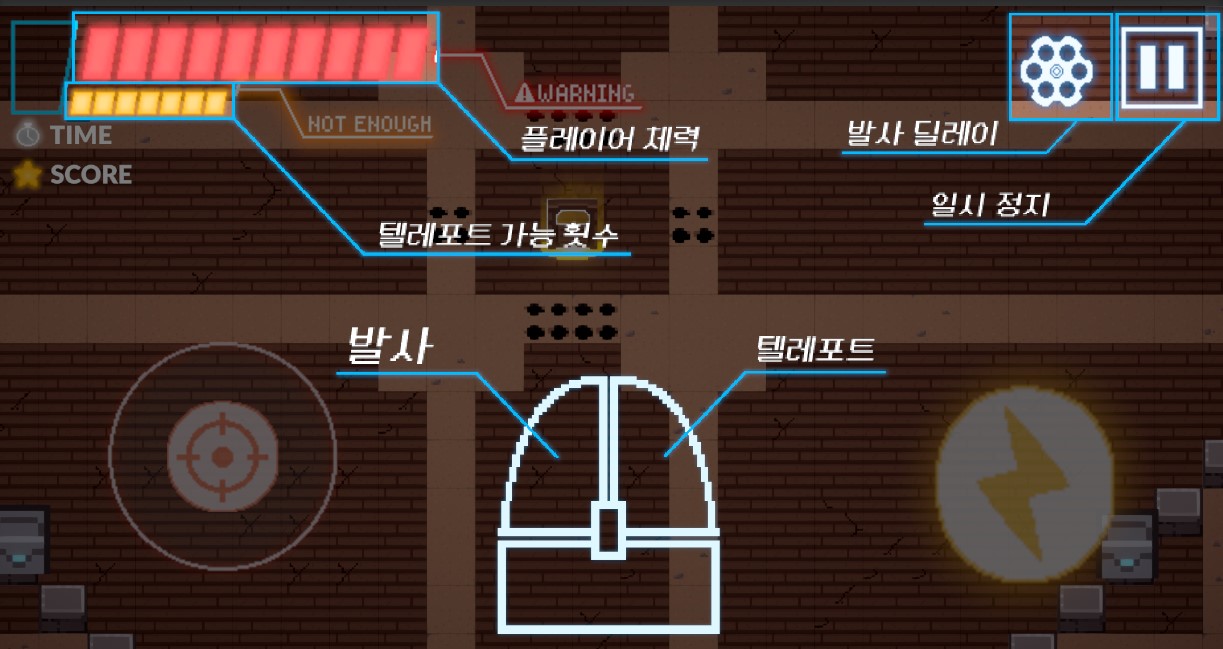 WARNING
NOT ENOUGH
플레이어 체력
발사 딜레이
TIME
SCORE
일시 정지
텔레포트 가능 횟수
발사
텔레포트